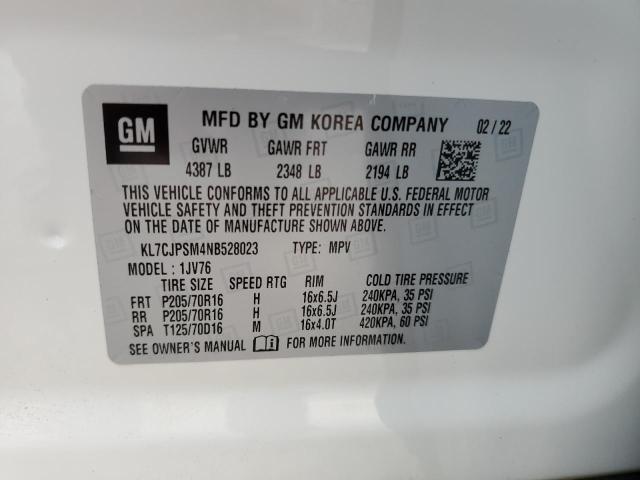 GM MFD BY GM KOREA COMPANY 02/22
GVWR GAWR FRT GAWR RR
4387 LB 2348 LB 2194 LB
THIS VEHICLE CONFORMS TO ALL APPLICABLE U.S. FEDERAL MOTOR
VEHICLE SAFETY AND THEFT PREVENTION STANDARDS IN EFFECT
ON THE DATE OF MANUFACTURE SHOWN ABOVE.
KL7CJPSM4NB528023 TYPE: MPV
MODEL: 1JV76
TIRE SIZE SPEED RTG RIM COLD TIRE PRESSURE
FRT P205/70R16 H 16x6.5J 240KPA, 35 PSI
RR P205/70R16 H 16x6.5J 240KPA, 35 PSI
SPA T125/70D16 M 16x4.0T 420KPA, 60 PSI
SEE OWNER'S MANUAL FOR MORE INFORMATION.